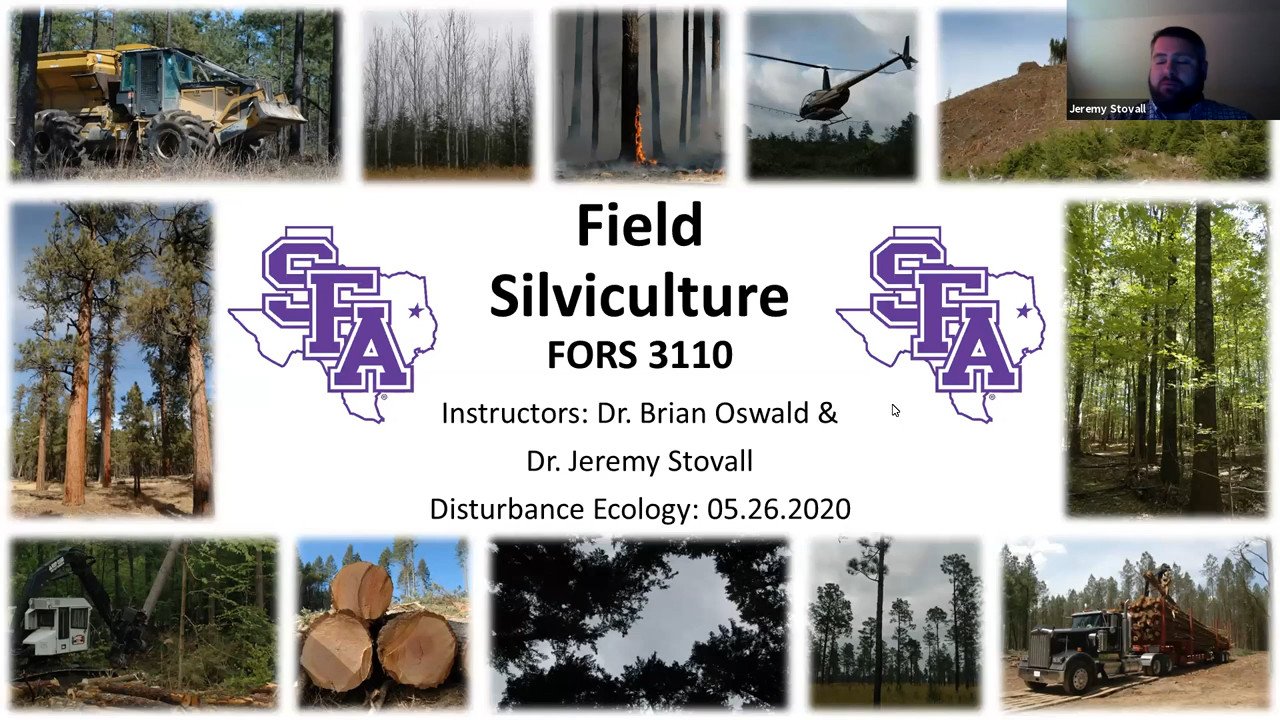 Jeremy Stovall
Field
Silviculture
FORS 3110
SFA
SFA
Instructors: Dr. Brian Oswald &
Dr. Jeremy Stovall
Disturbance Ecology: 05.26.2020